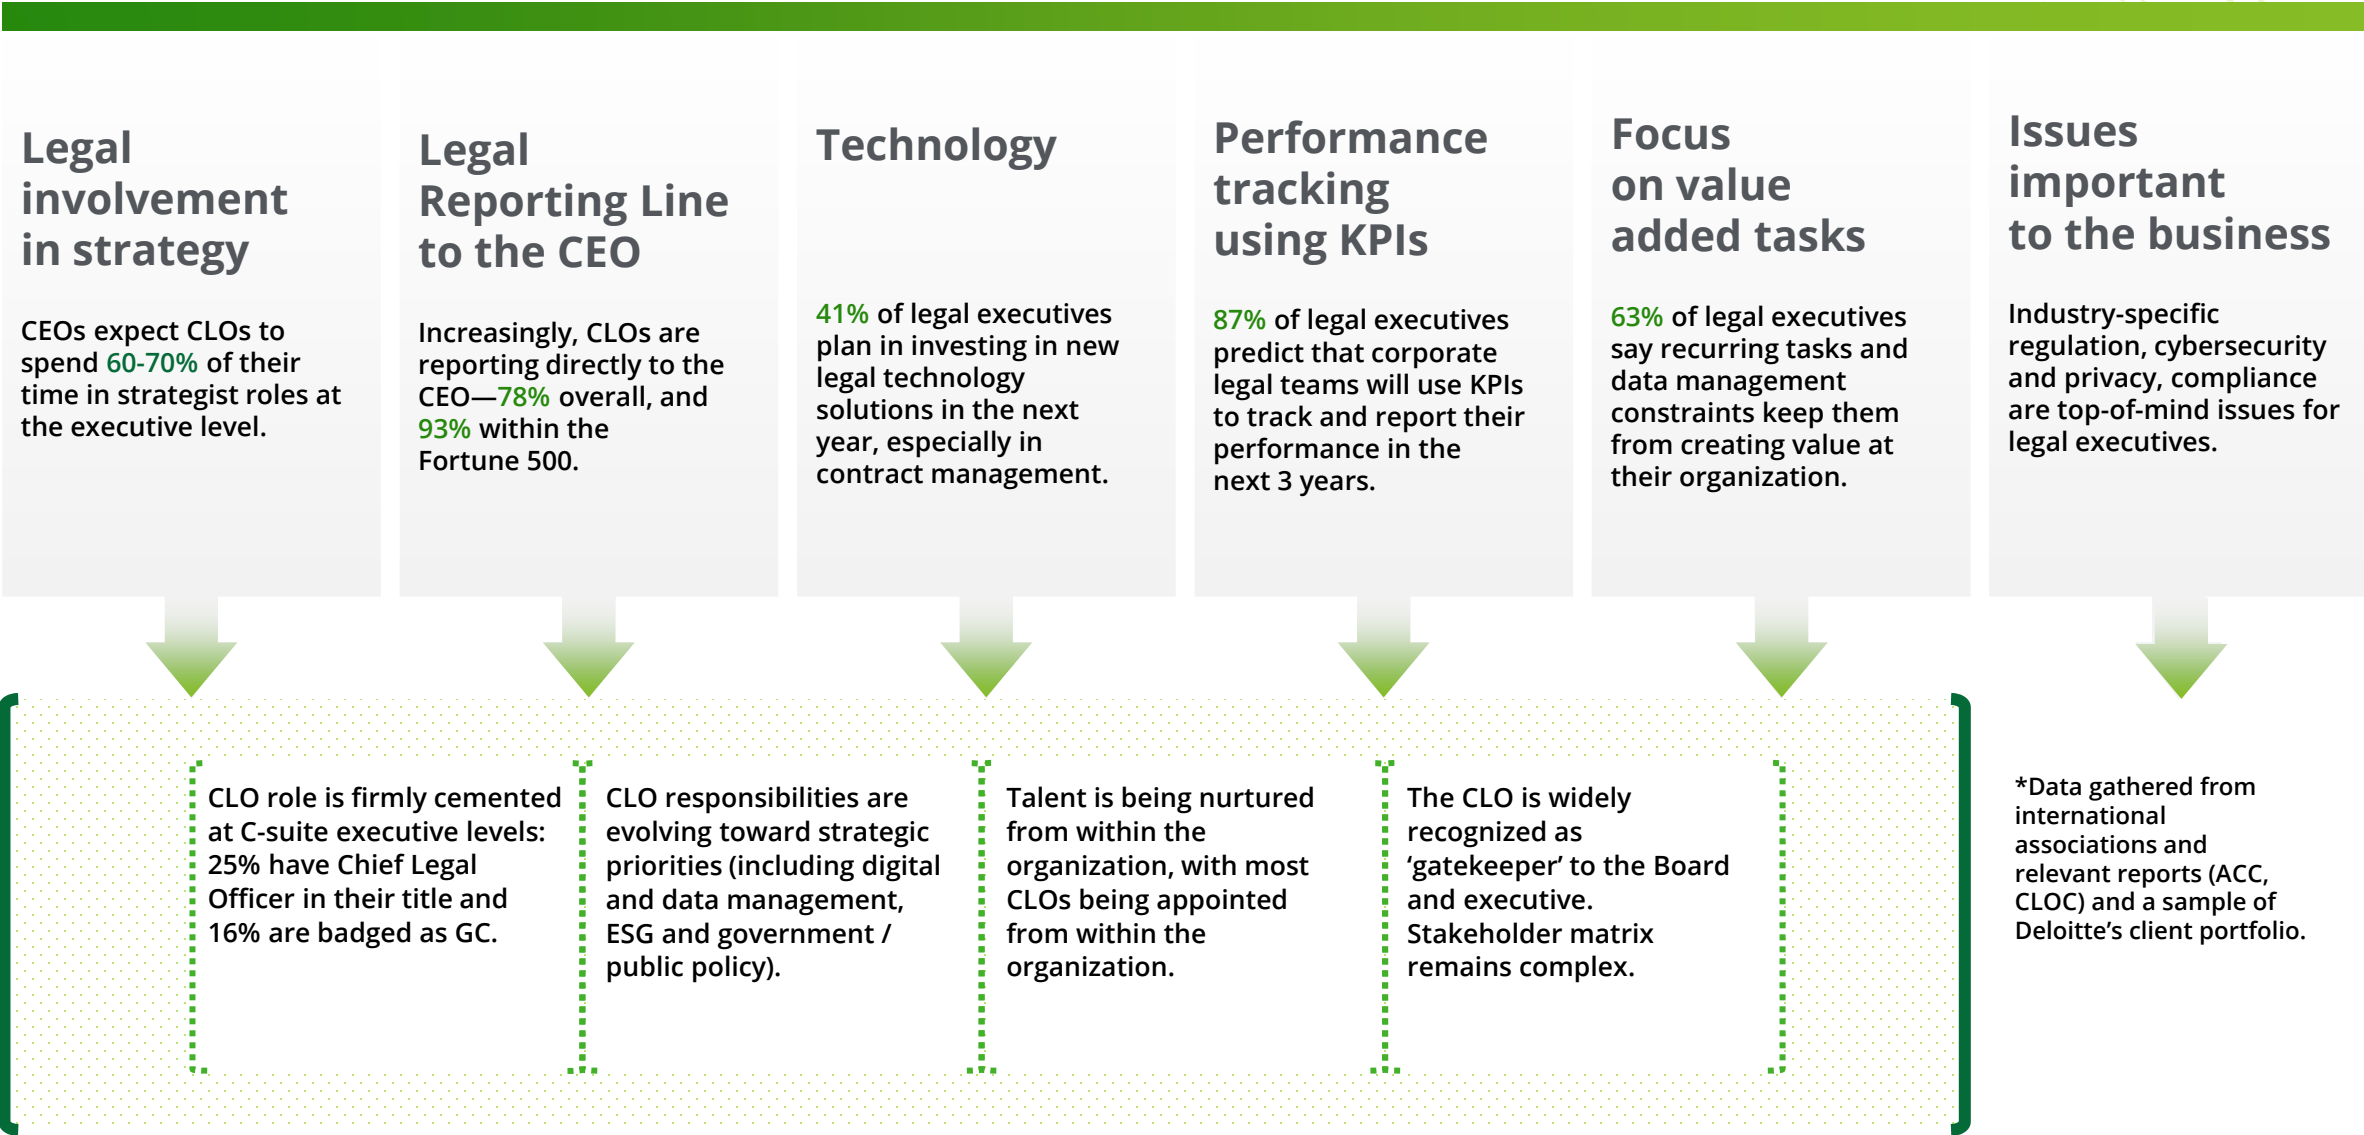 Legal
involvement
in strategy
CEOs expect CLOs to
spend 60-70% of their
time in strategist roles at
the executive level.
Legal
Reporting Line
to the CEO
Increasingly, CLOs are
reporting directly to the
CEO—78% overall, and
93% within the
Fortune 500.
Technology
41% of legal executives
plan in investing in new
legal technology
solutions in the next
year, especially in
contract management.
Performance
tracking
using KPIs
87% of legal executives
predict that corporate
legal teams will use KPIs
to track and report their
performance in the
next 3 years.
Focus
on value
added tasks
63% of legal executives
say recurring tasks and
data management
constraints keep them
from creating value at
their organization.
Issues
important
to the business
Industry-specific
regulation, cybersecurity
and privacy, compliance
are top-of-mind issues for
legal executives.
CLO role is firmly cemented
at C-suite executive levels:
25% have Chief Legal
Officer in their title and
16% are badged as GC.
CLO responsibilities are
evolving toward strategic
priorities (including digital
and data management,
ESG and government /
public policy).
Talent is being nurtured
from within the
organization, with most
CLOs being appointed
from within the
organization.
The CLO is widely
recognized as
‘gatekeeper’ to the Board
and executive.
Stakeholder matrix
remains complex.
*Data gathered from
international
associations and
relevant reports (ACC,
CLOC) and a sample of
Deloitte’s client portfolio.